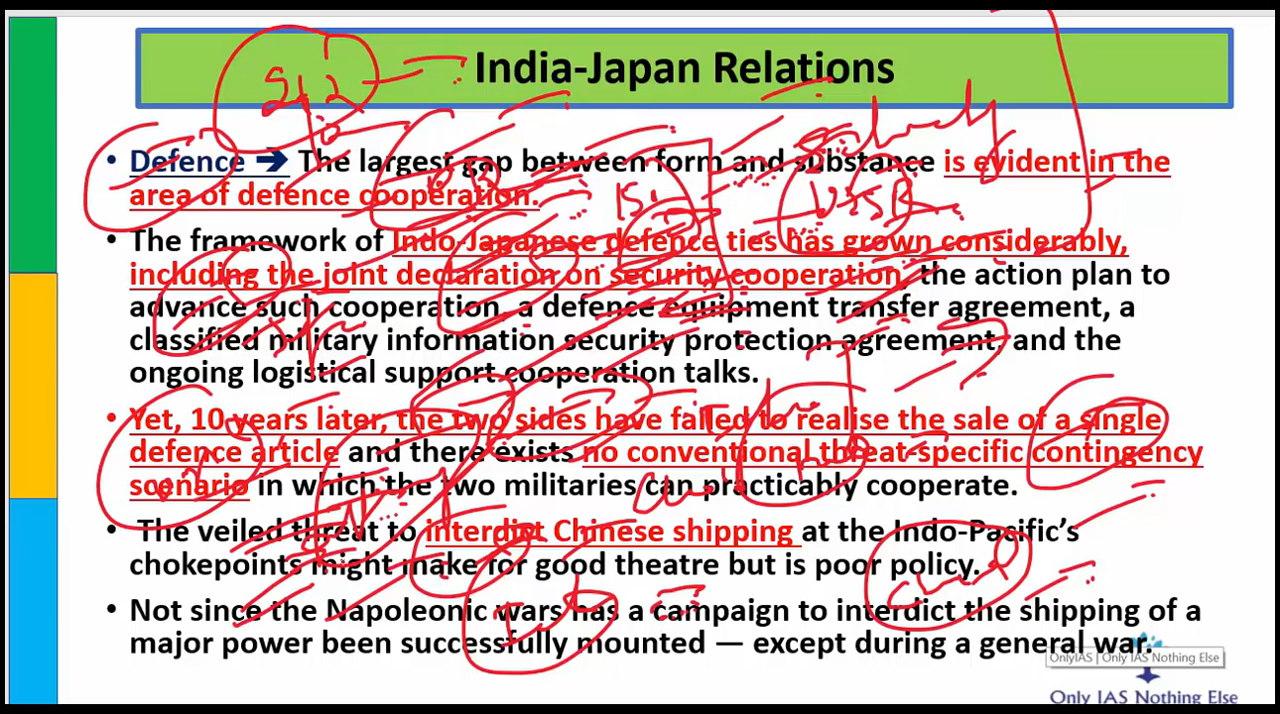 India-Japan Relations
• Defence ➔ The largest gap between form and substance is evident in the
area of defence cooperation.
• The framework of Indo-Japanese defence ties has grown considerably,
including the joint declaration on security cooperation, the action plan to
advance such cooperation, a defence equipment transfer agreement, a
classified military information security protection agreement, and the
ongoing logistical support cooperation talks.
• Yet, 10 years later, the two sides have failed to realise the sale of a single
defence article and there exists no conventional threat-specific contingency
scenario in which the two militaries can practicably cooperate.
• The veiled threat to interdict Chinese shipping at the Indo-Pacific's
chokepoints might make for good theatre but is poor policy.
• Not since the Napoleonic wars has a campaign to interdict the shipping of a
major power been successfully mounted — except during a general war.
OnlyIAS | Only IAS Nothing Else
Only IAS Nothing Else